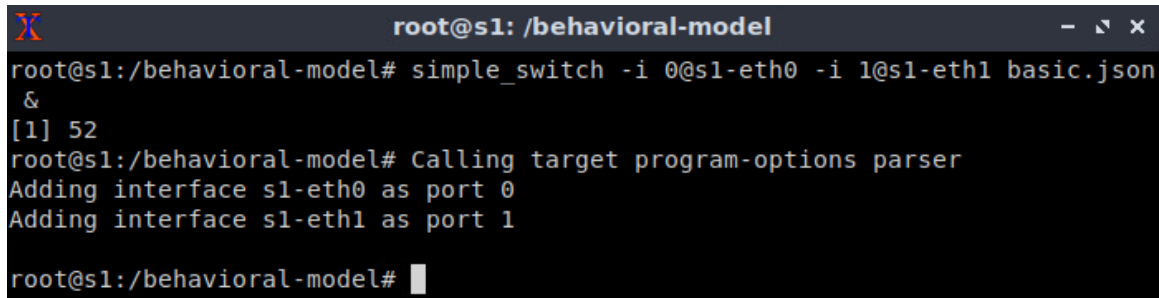 root@s1: /behavioral-model
root@s1:/behavioral-model# simple_switch -i 0@s1-eth0 -i 1@s1-eth1 basic.json
 &
[1] 52
root@s1:/behavioral-model# Calling target program-options parser
Adding interface s1-eth0 as port 0
Adding interface s1-eth1 as port 1
root@s1:/behavioral-model#